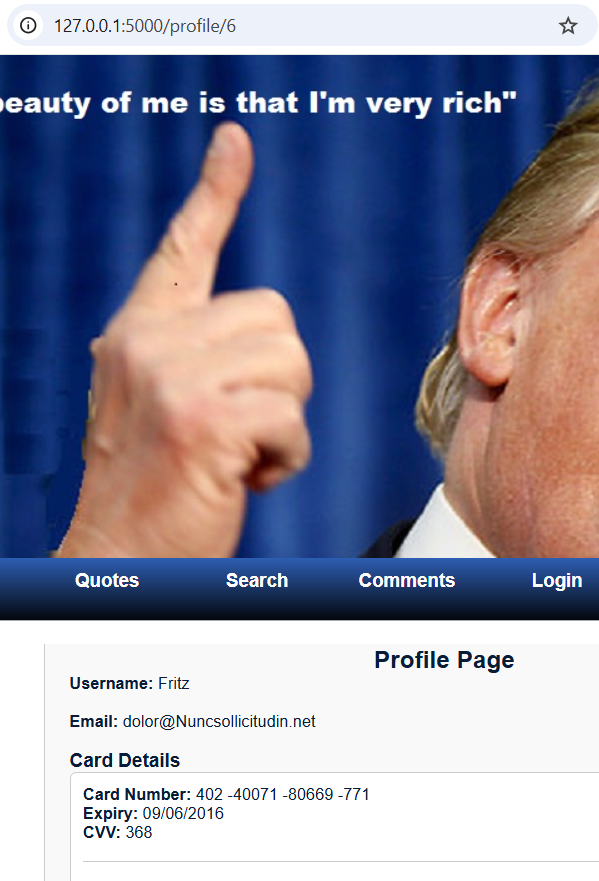 127.0.0.1:5000/profile/6
beauty of me is that I'm very rich"
Quotes Search Comments Login
Profile Page
Username: Fritz
Email: dolor@Nuncsollicitudin.net
Card Details
Card Number: 402 -40071 -80669 -771
Expiry: 09/06/2016
CVV: 368